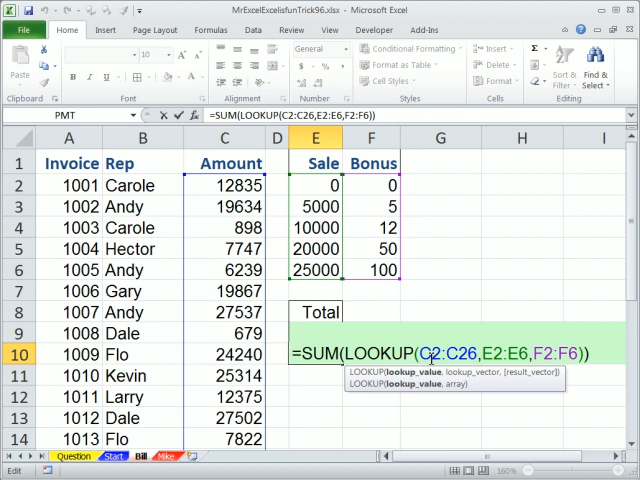 MrExcelExcelisfunTrick96.xlsx - Microsoft Excel
File Home Insert Page Layout Formulas Data Review View Developer Add-Ins
Paste
10
General
Conditional Formatting
Format as Table
Cell Styles
Cells
Sort & Filter
Find & Select
Clipboard Font Alignment Number Styles Editing
PMT =SUM(LOOKUP(C2:C26,E2:E6,F2:F6))
A B C D E F G H I
1 Invoice Rep Amount Sale Bonus
2 1001 Carole 12835 0 0
3 1002 Andy 19634 5000 5
4 1003 Carole 898 10000 12
5 1004 Hector 7747 20000 50
6 1005 Andy 6239 25000 100
7 1006 Gary 19867
8 1007 Andy 27537 Total
9 1008 Dale 679
10 1009 Flo 24240 =SUM(LOOKUP(C2:C26,E2:E6,F2:F6))
11 1010 Kevin 25314
LOOKUP(lookup_value, lookup_vector, [result_vector])
LOOKUP(lookup_value, array)
12 1011 Larry 12375
13 1012 Dale 27502
14 1013 Flo 7822
Question Start Bill Mike
Edit 160%